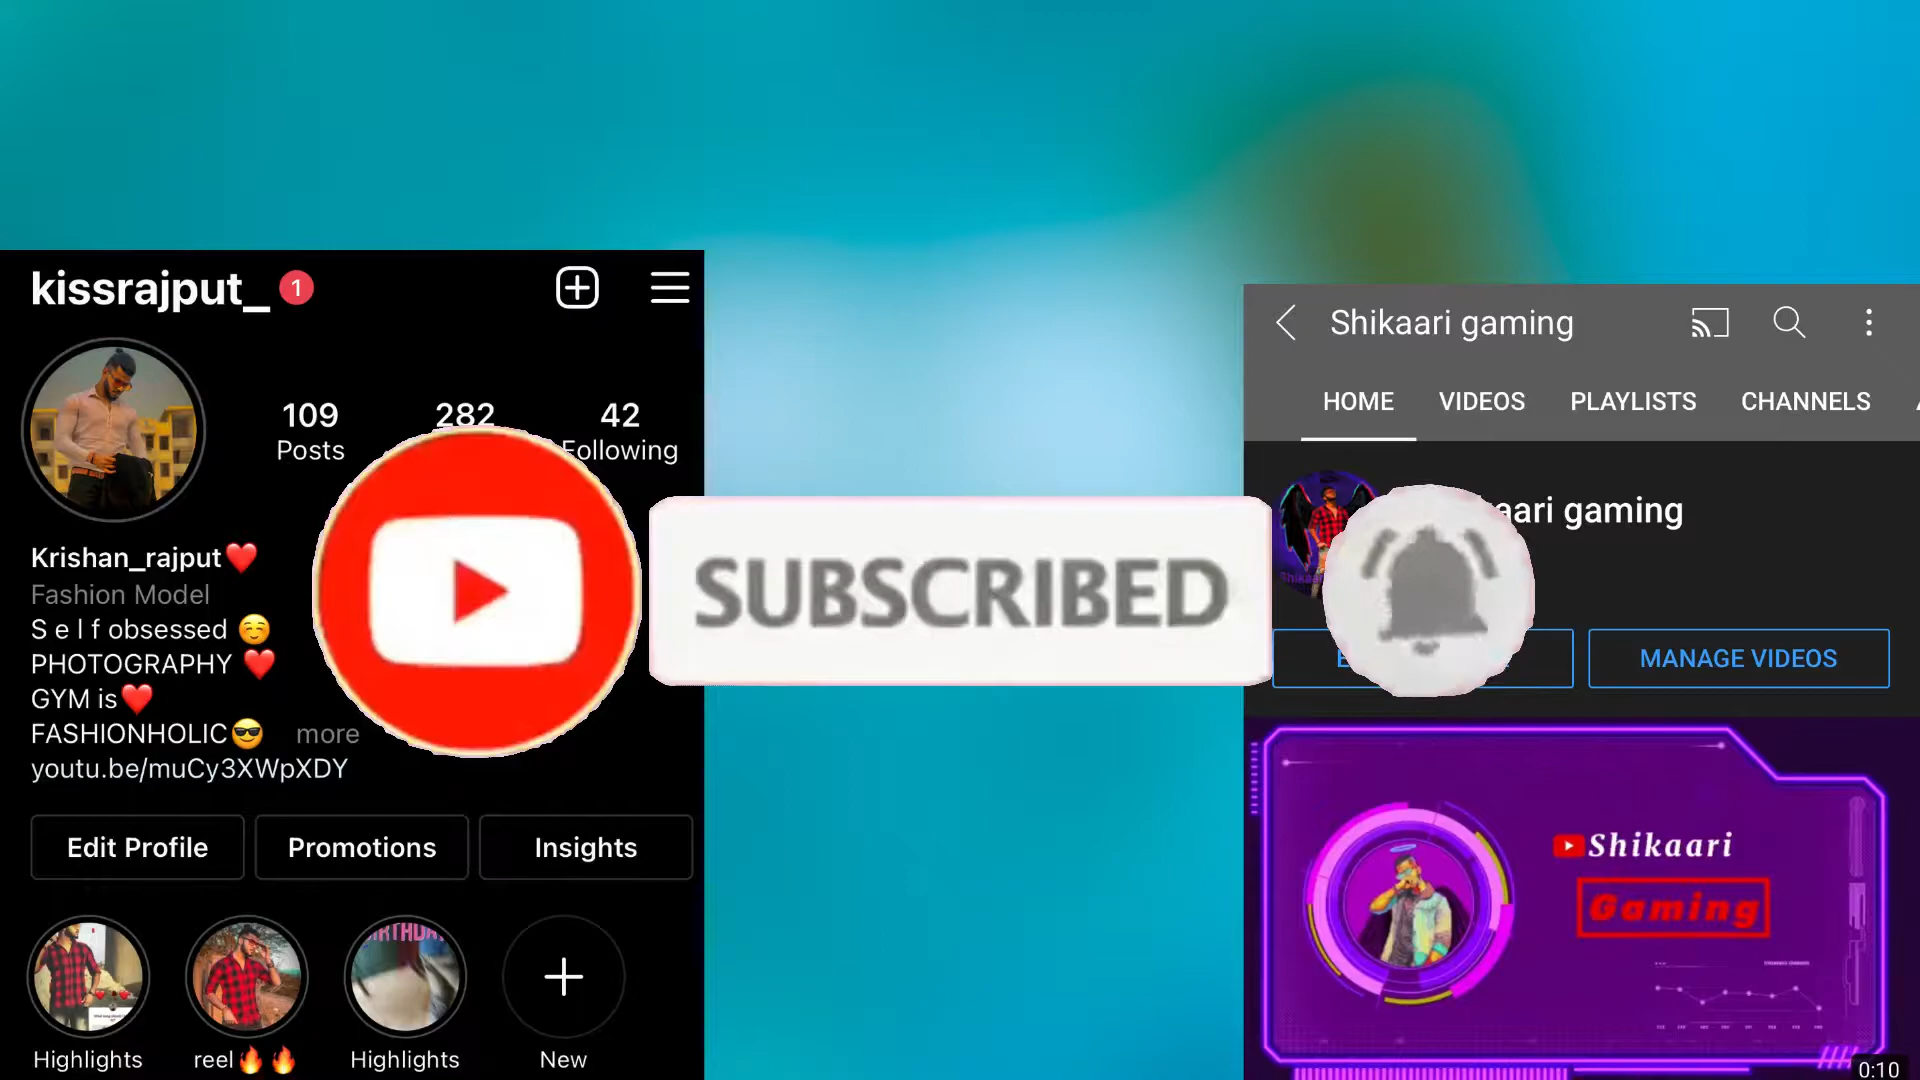 kissrajput_ 1
109 282 42
Posts Following
Krishan_rajput❤️
Fashion Model
S e l f obsessed ☺️
PHOTOGRAPHY ❤️
GYM is❤️
FASHIONHOLIC😎 more
youtu.be/muCy3XWpXDY
Edit Profile Promotions Insights
Highlights reel🔥🔥 Highlights New
SUBSCRIBED
Shikaari gaming
HOME VIDEOS PLAYLISTS CHANNELS
aari gaming
MANAGE VIDEOS
Shikaari
Gaming
0:10